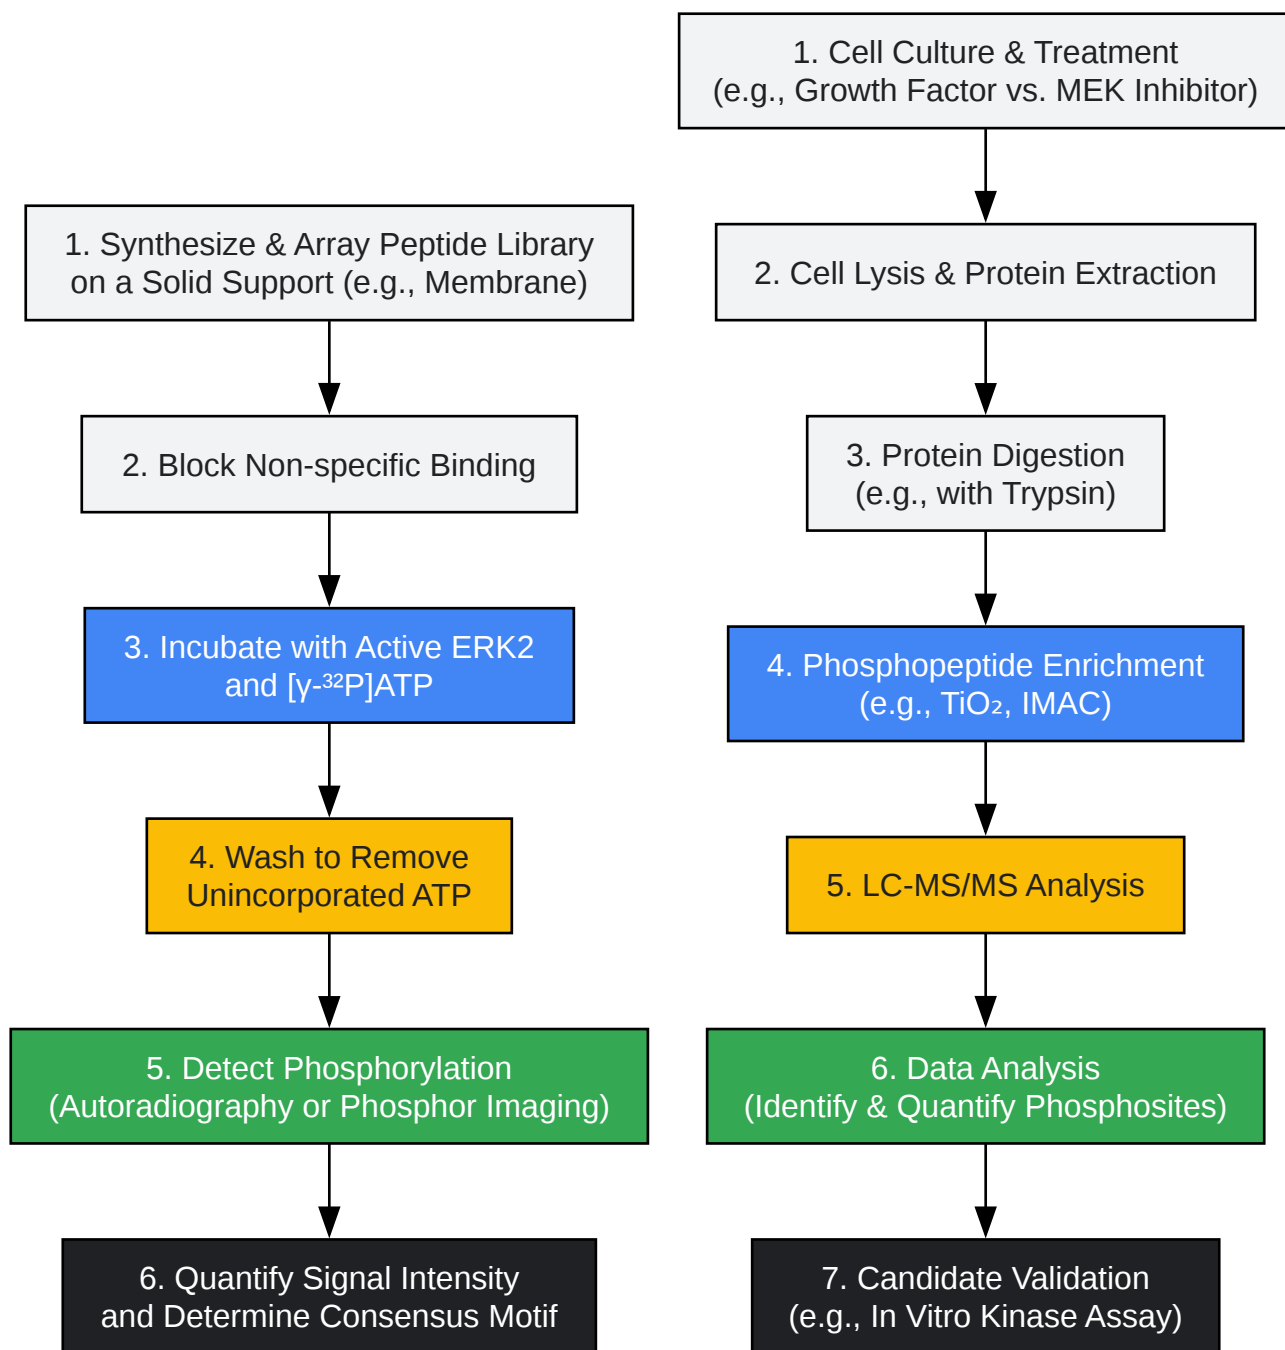 1. Synthesize & Array Peptide Library
on a Solid Support (e.g., Membrane)
2. Block Non-specific Binding
3. Incubate with Active ERK2
and [γ-³²P]ATP
4. Wash to Remove
Unincorporated ATP
5. Detect Phosphorylation
(Autoradiography or Phosphor Imaging)
6. Quantify Signal Intensity
and Determine Consensus Motif
1. Cell Culture & Treatment
(e.g., Growth Factor vs. MEK Inhibitor)
2. Cell Lysis & Protein Extraction
3. Protein Digestion
(e.g., with Trypsin)
4. Phosphopeptide Enrichment
(e.g., TiO₂, IMAC)
5. LC-MS/MS Analysis
6. Data Analysis
(Identify & Quantify Phosphosites)
7. Candidate Validation
(e.g., In Vitro Kinase Assay)